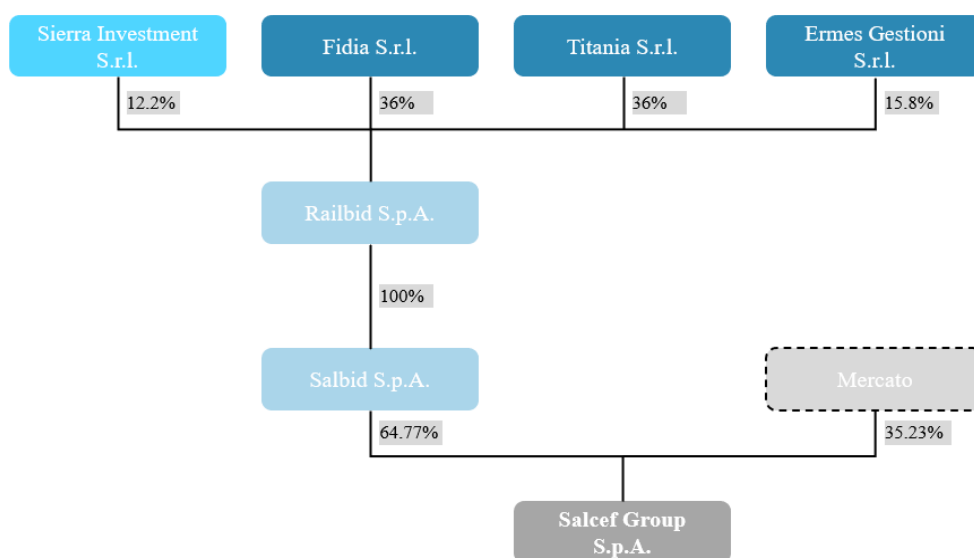 Sierra Investment
S.r.l.
Fidia S.r.l.
Titania S.r.l.
Ermes Gestioni
S.r.l.
12.2%
36%
36%
15.8%
Railbid S.p.A.
100%
Salbid S.p.A.
Mercato
64.77%
35.23%
Salcef Group
S.p.A.